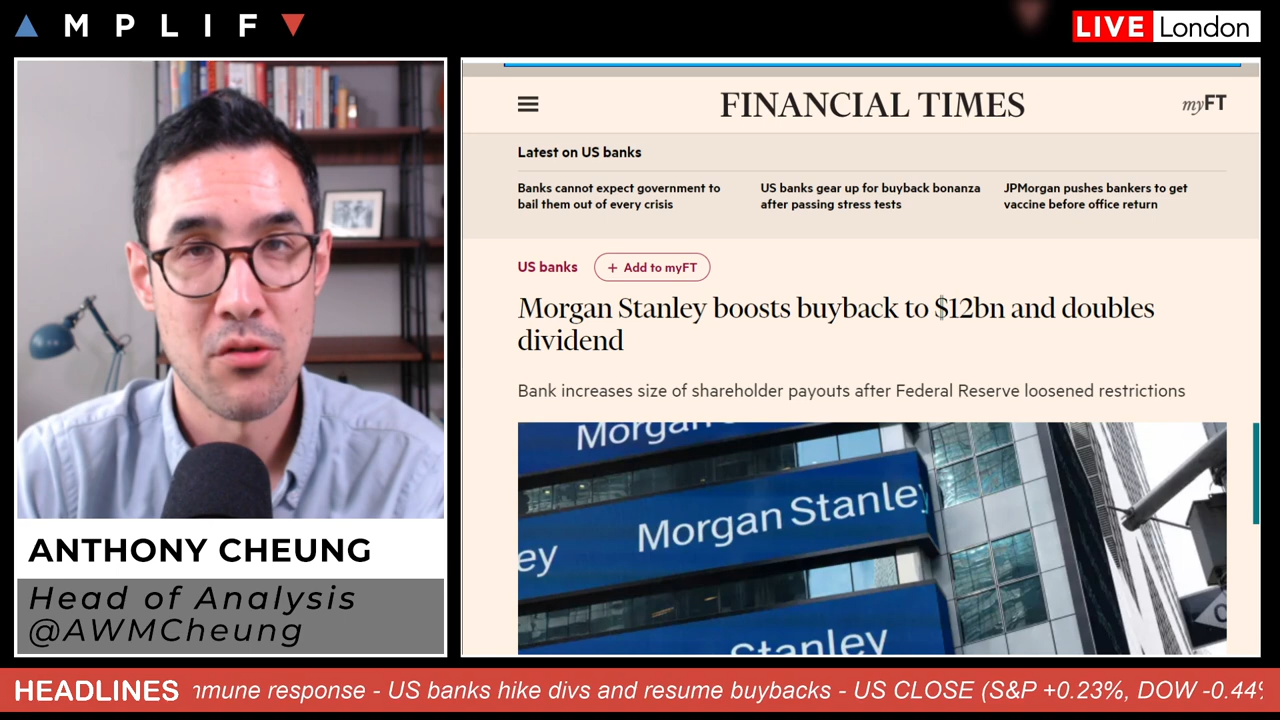 ▲ M P L I F ▼
LIVE London
FINANCIAL TIMES
myFT
Latest on US banks
Banks cannot expect government to
bail them out of every crisis
US banks gear up for buyback bonanza
after passing stress tests
JPMorgan pushes bankers to get
vaccine before office return
US banks
+ Add to myFT
Morgan Stanley boosts buyback to $12bn and doubles
dividend
Bank increases size of shareholder payouts after Federal Reserve loosened restrictions
Morgan
Morgan Stanley
ey
Stanley
ANTHONY CHEUNG
Head of Analysis
@AWMCheung
HEADLINES
mmune response - US banks hike divs and resume buybacks - US CLOSE (S&P +0.23%, DOW -0.44%